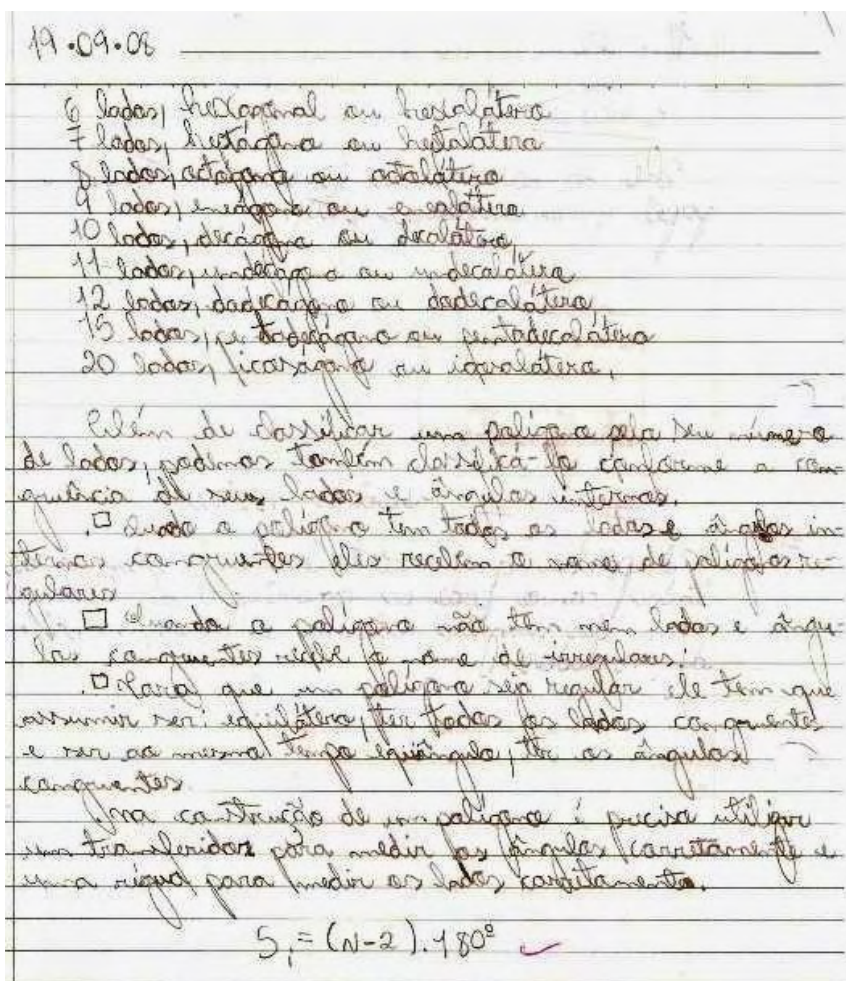 19.09.08
6 lados, hexagonal ou hexalátero
7 lados, heptágono ou heptalátero
8 lados, octógono ou octalátero
9 lados, eneágono ou enealátero
10 lados, decágono ou decalátero,
11 lados, undecágono ou undecalátero
12 lados, dodecágono ou dodecalátero,
15 lados, pentadecágono ou pentadecalátero
20 lados, icoságono ou icosalátero,
Além de classificar um polígono pelo seu número
de lados, podemos também classificá-lo conforme a con-
gruência de seus lados e ângulos internos.
Quando o polígono tem todos os lados e ângulos in-
ternos congruentes eles recebem o nome de polígonos re-
gulares
Quando o polígono não tem nem lados e ângu-
los congruentes recebe o nome de irregulares.
Para que um polígono seja regular ele tem que
assumir ser: equilátero, ter todos os lados congruentes
e ser ao mesmo tempo equiângulo, ter os ângulos
congruentes
Na construção de um polígono é preciso utilizar
um transferidor para medir os ângulos corretamente e
uma régua para medir os lados corretamente.
Sᵢ = (N-2).180º